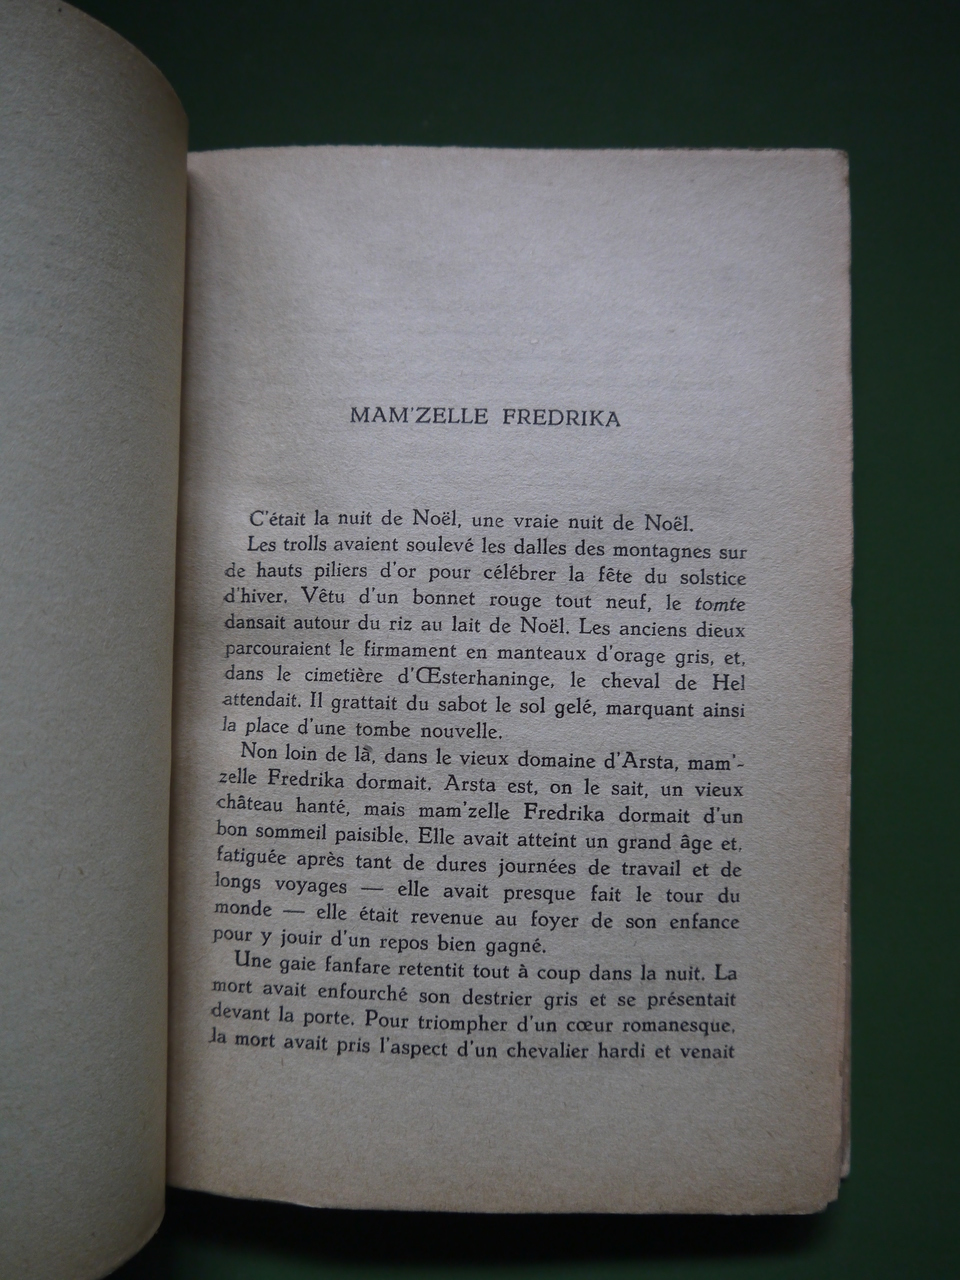 MAM'ZELLE FREDRIKA
C'était la nuit de Noël, une vraie nuit de Noël.
Les trolls avaient soulevé les dalles des montagnes sur
de hauts piliers d'or pour célébrer la fête du solstice
d'hiver. Vêtu d'un bonnet rouge tout neuf, le tomte
dansait autour du riz au lait de Noël. Les anciens dieux
parcouraient le firmament en manteaux d'orage gris, et,
dans le cimetière d'Œsterhaninge, le cheval de Hel
attendait. Il grattait du sabot le sol gelé, marquant ainsi
la place d'une tombe nouvelle.
Non loin de là, dans le vieux domaine d'Arsta, mam'-
zelle Fredrika dormait. Arsta est, on le sait, un vieux
château hanté, mais mam'zelle Fredrika dormait d'un
bon sommeil paisible. Elle avait atteint un grand âge et,
fatiguée après tant de dures journées de travail et de
longs voyages — elle avait presque fait le tour du
monde — elle était revenue au foyer de son enfance
pour y jouir d'un repos bien gagné.
Une gaie fanfare retentit tout à coup dans la nuit. La
mort avait enfourché son destrier gris et se présentait
devant la porte. Pour triompher d'un cœur romanesque,
la mort avait pris l'aspect d'un chevalier hardi et venait